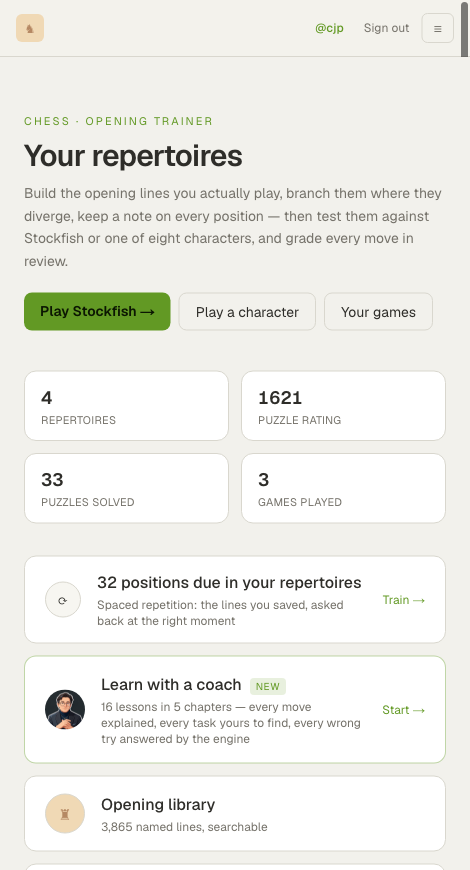 @cjp Sign out
CHESS · OPENING TRAINER
Your repertoires
Build the opening lines you actually play, branch them where they
diverge, keep a note on every position — then test them against
Stockfish or one of eight characters, and grade every move in
review.
Play Stockfish → Play a character Your games
4 1621
REPERTOIRES PUZZLE RATING
33 3
PUZZLES SOLVED GAMES PLAYED
32 positions due in your repertoires
Spaced repetition: the lines you saved, asked
back at the right moment
Train →
Learn with a coach NEW
16 lessons in 5 chapters — every move
explained, every task yours to find, every wrong
try answered by the engine
Start →
Opening library
3,865 named lines, searchable